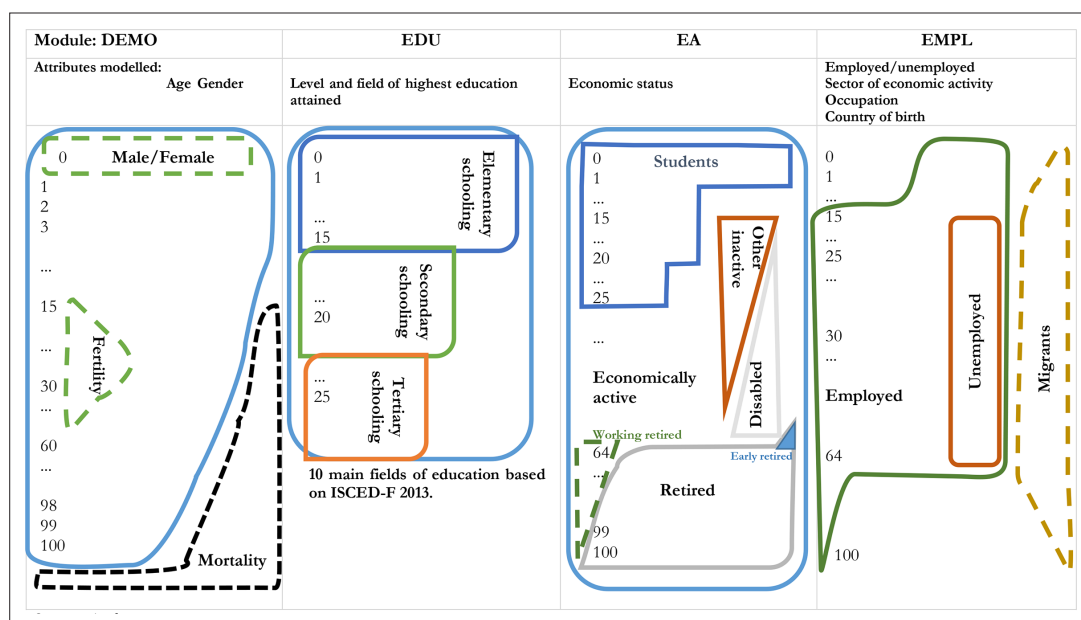 Module: DEMO
EDU
EA
EMPL
Attributes modelled:
Age Gender
Level and field of highest education
attained
Economic status
Employed/unemployed
Sector of economic activity
Occupation
Country of birth
0
Male/Female
1
2
3
...
15
...
30
...
60
...
98
99
100
Fertility
Mortality
0
1
...
15
Elementary
schooling
...
20
Secondary
schooling
...
25
Tertiary
schooling
10 main fields of education based
on ISCED-F 2013.
0
Students
1
...
15
...
20
...
25
...
Other
inactive
Disabled
Economically
active
Working retired
64
Early retired
...
Retired
99
100
0
1
...
15
...
25
...
30
...
Employed
64
100
Unemployed
Migrants